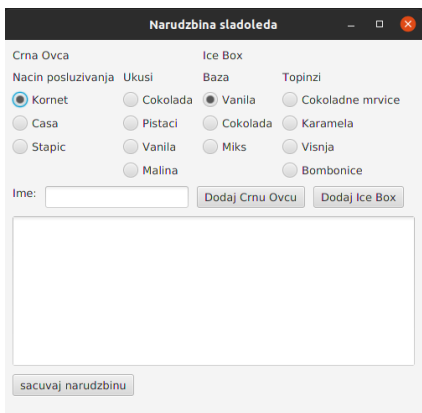 Narudzbina sladoleda
Crna Ovca Ice Box
Nacin posluzivanja Ukusi Baza Topinzi
Kornet Cokolada Vanila Cokoladne mrvice
Casa Pistaci Cokolada Karamela
Stapic Vanila Miks Visnja
Malina Bombonice
Ime: Dodaj Crnu Ovcu Dodaj Ice Box
sacuvaj narudzbinu